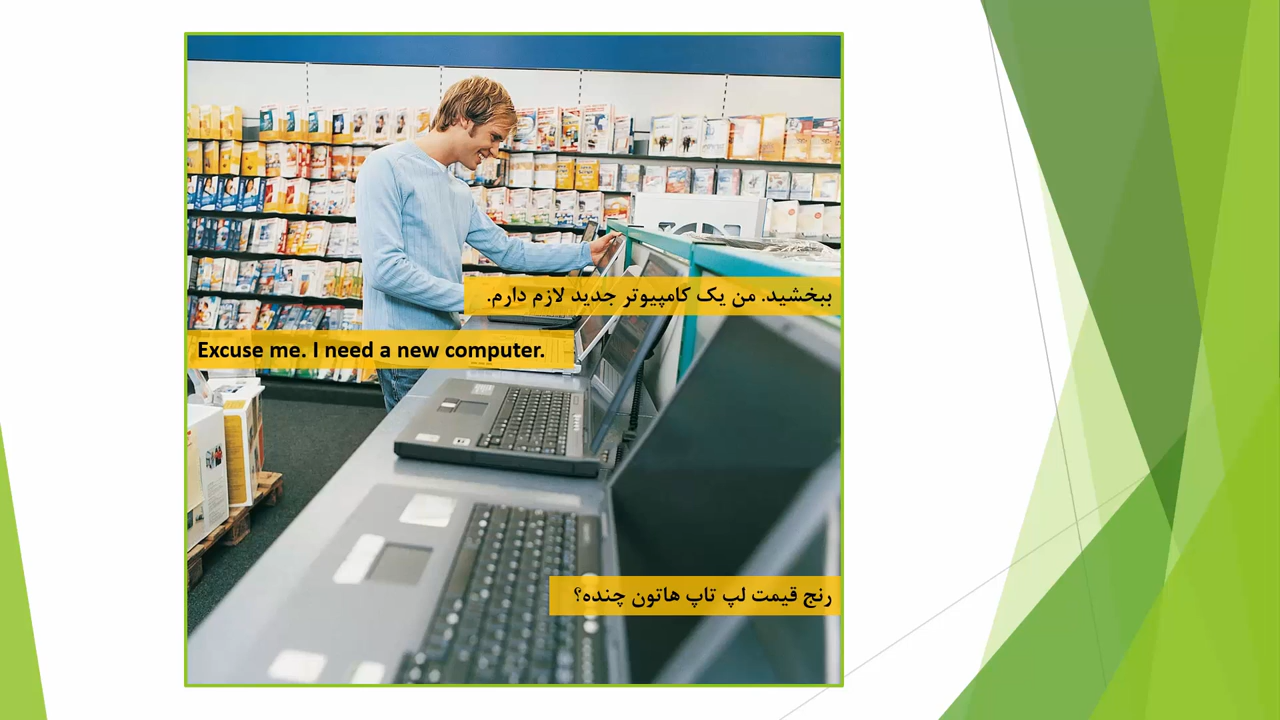 ببخشید. من یک کامپیوتر جدید لازم دارم.
Excuse me. I need a new computer.
رنج قیمت لپ تاپ هاتون چنده؟